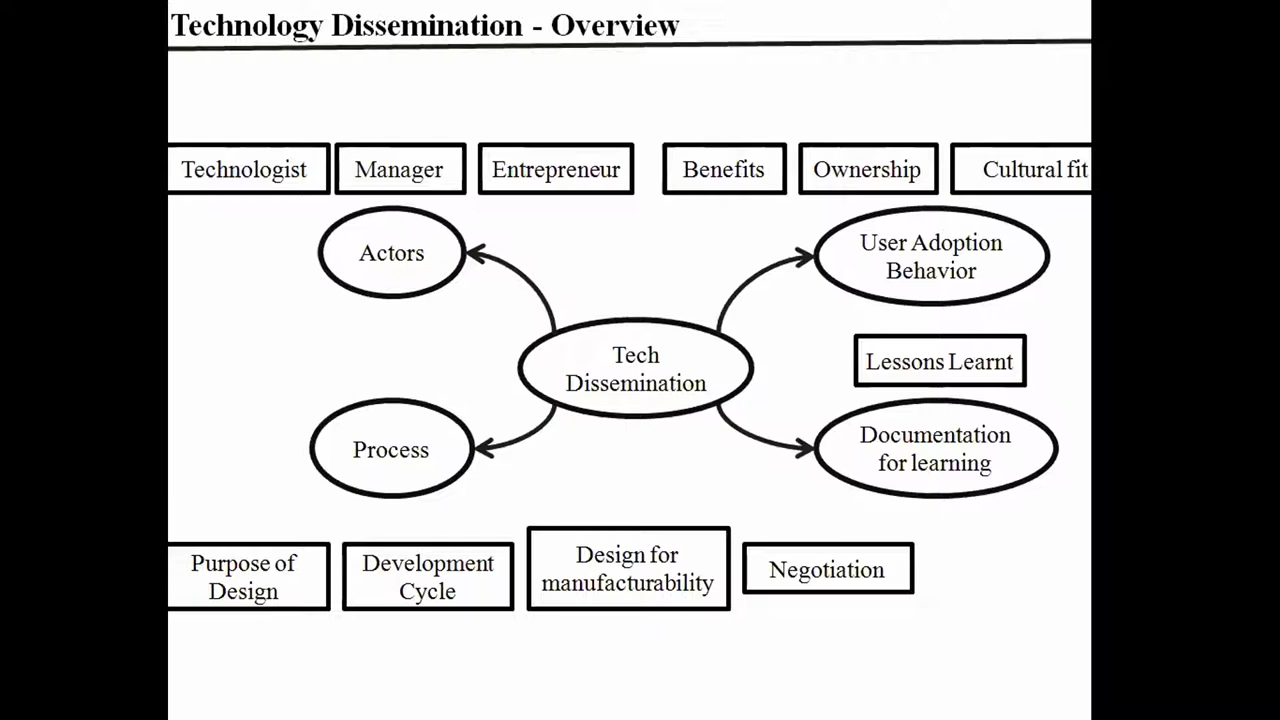 Technology Dissemination - Overview
Technologist
Manager
Entrepreneur
Benefits
Ownership
Cultural fit
Actors
User Adoption
Behavior
Tech
Dissemination
Lessons Learnt
Process
Documentation
for learning
Purpose of
Design
Development
Cycle
Design for
manufacturability
Negotiation